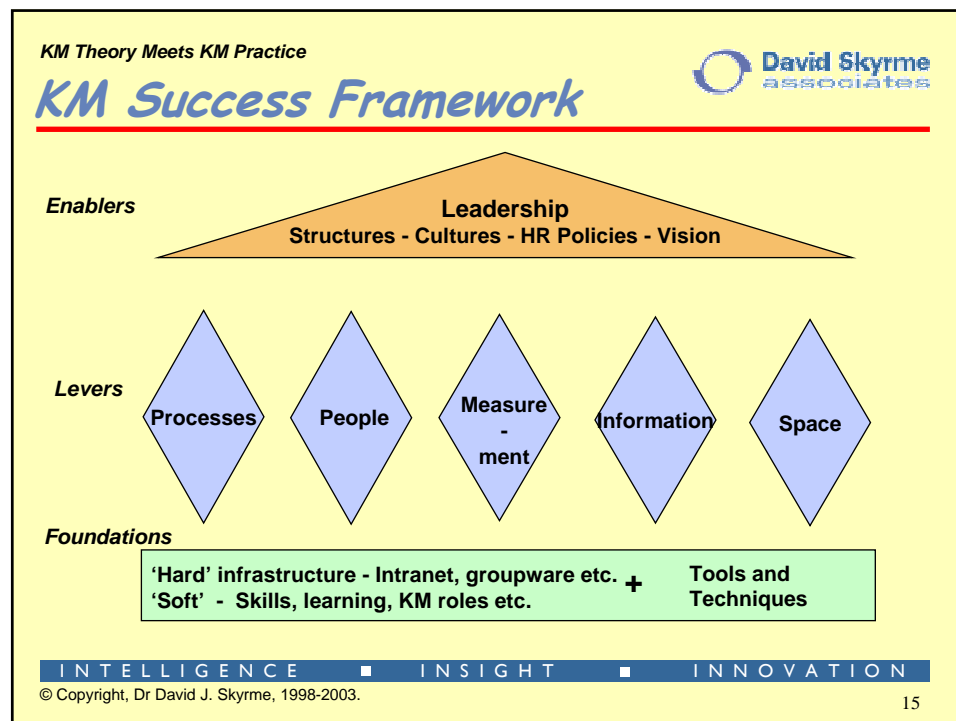 KM Theory Meets KM Practice
David Skyrme
associates
KM Success Framework
Enablers
Leadership
Structures - Cultures - HR Policies - Vision
Levers
Processes
People
Measure
-
ment
Information
Space
Foundations
‘Hard’ infrastructure - Intranet, groupware etc.
‘Soft’ - Skills, learning, KM roles etc.
+
Tools and
Techniques
INTELLIGENCE ▪ INSIGHT ▪ INNOVATION
© Copyright, Dr David J. Skyrme, 1998-2003.
15